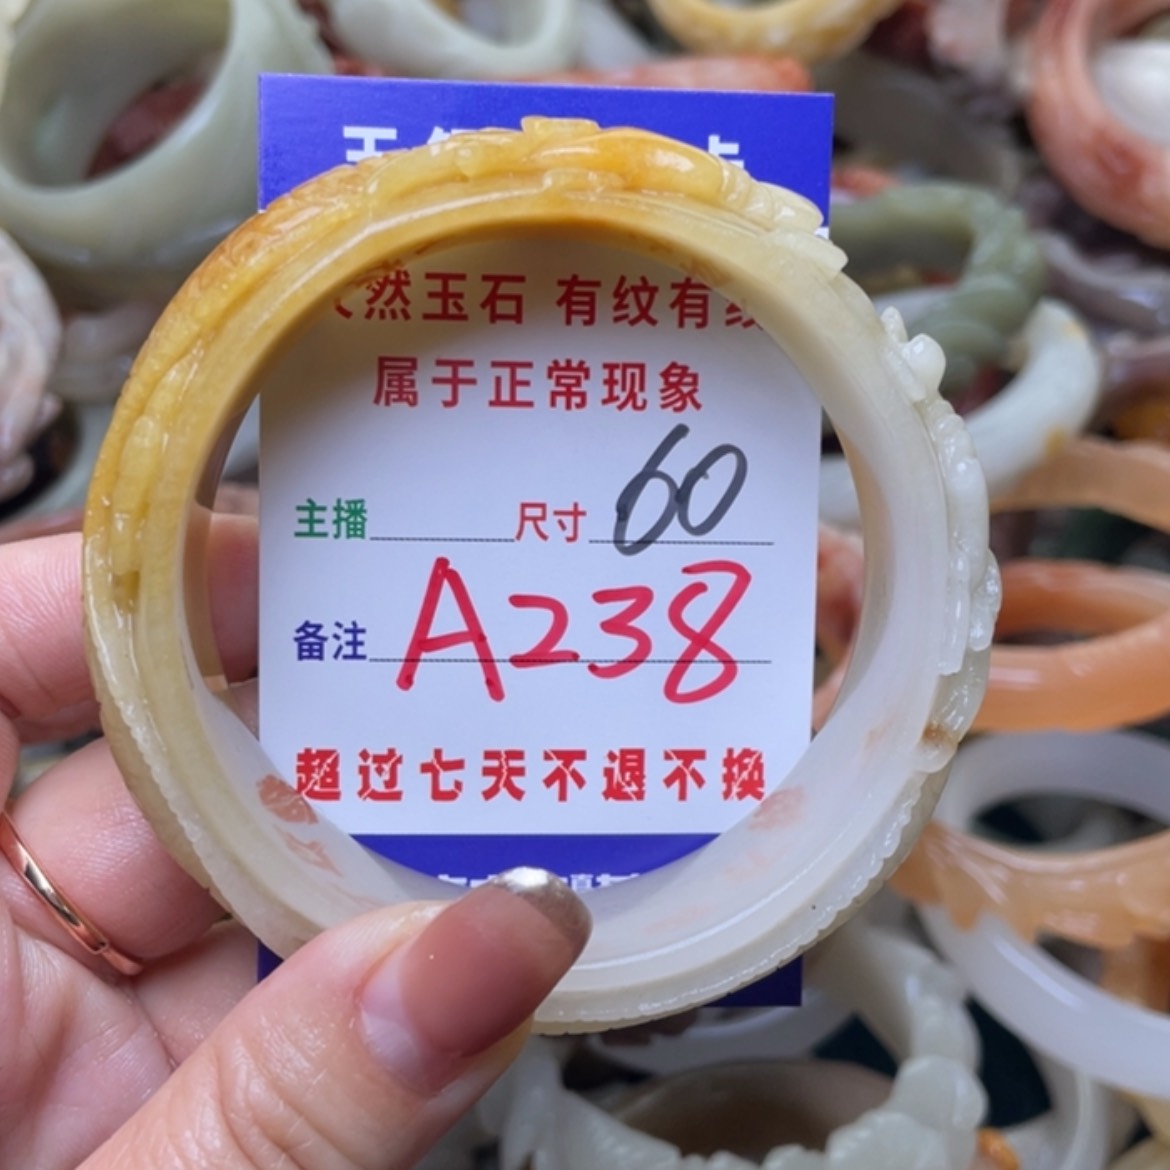 然玉石 有纹有
属于正常现象
主播 尺寸 60
备注 A238
超过七天不退不换